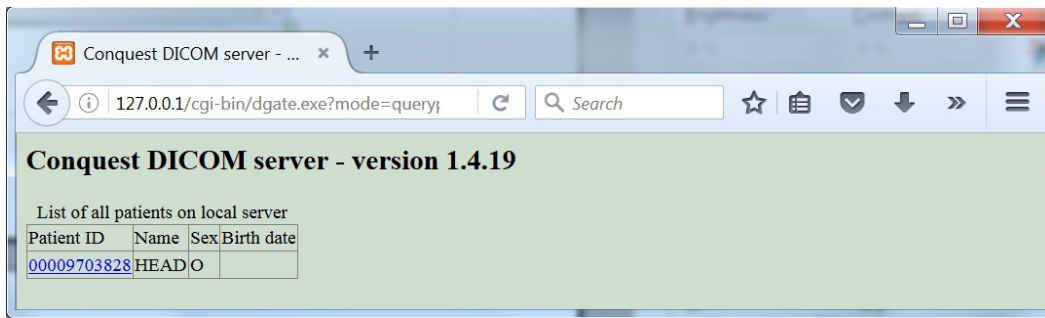 Conquest DICOM server - ...
127.0.0.1/cgi-bin/dgate.exe?mode=query
Search
Conquest DICOM server - version 1.4.19
List of all patients on local server
Patient ID Name Sex Birth date
00009703828 HEAD O